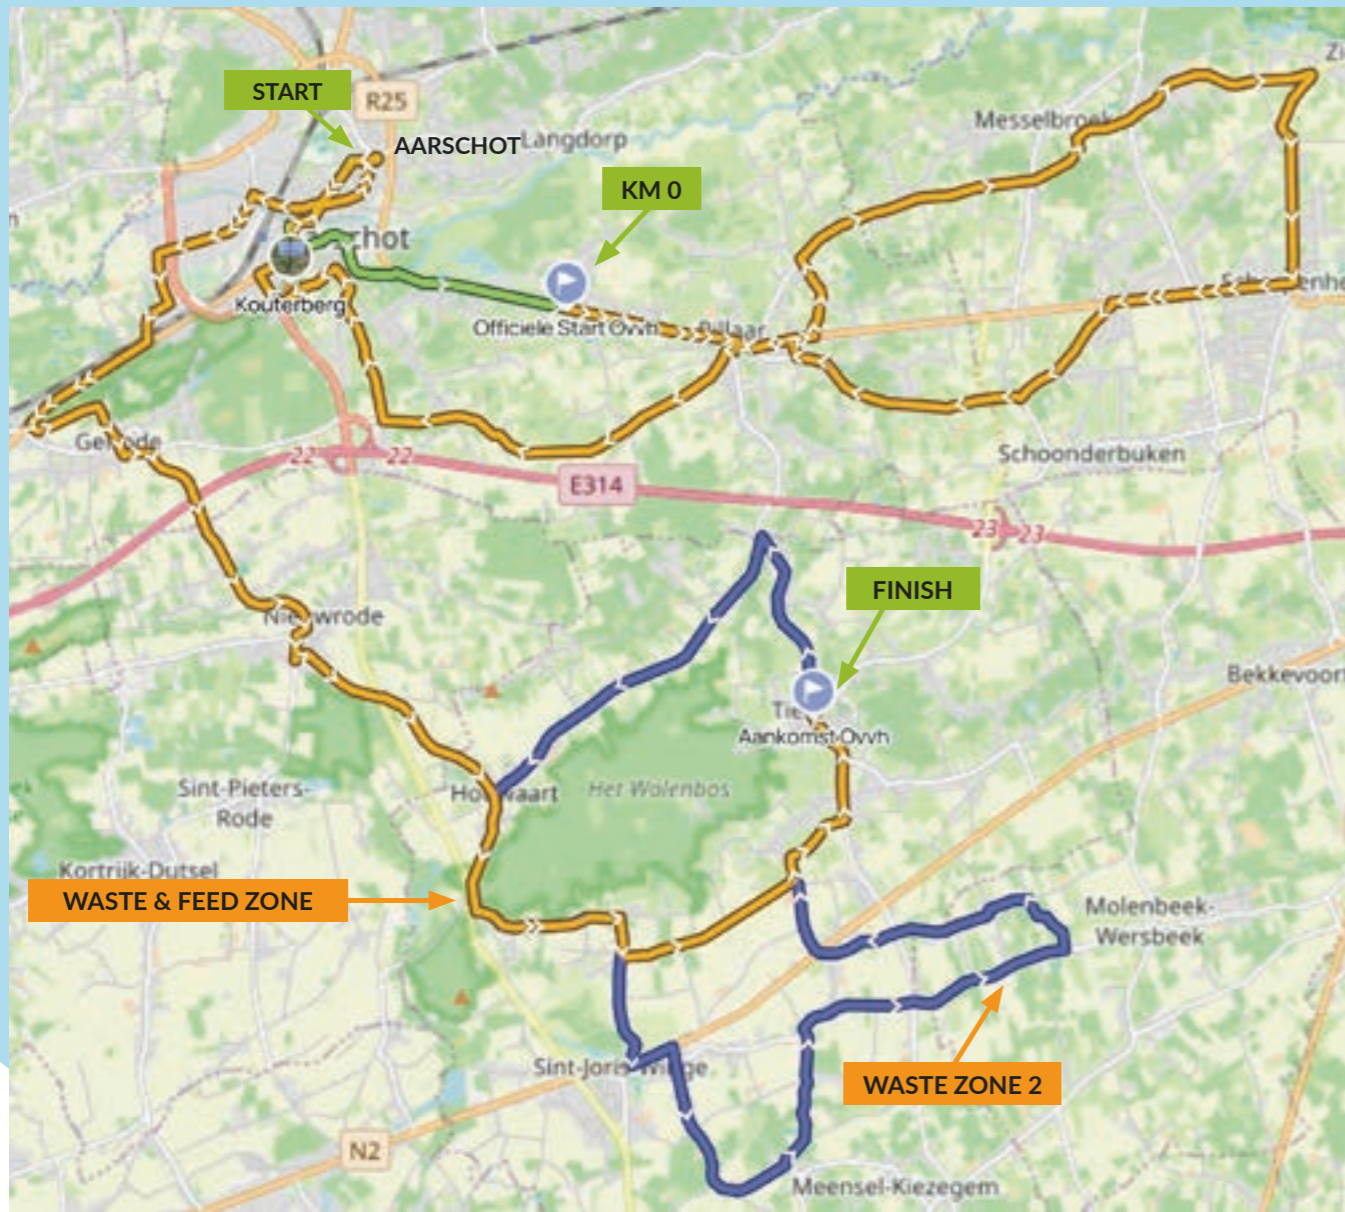 START
R25
Messelbroek
AARSCHOT
Langdorp
KM 0
Kouterberg
Officiele Start Ovvh
22
22
Schoonderbuken
E314
23
23
FINISH
Nieuwrode
Bekkevoort
Aankomst Ovvh
Sint-Pieters-
Rode
Het Walenbos
Kortrijk-Dutsel
WASTE & FEED ZONE
Molenbeek-
Wersbeek
WASTE ZONE 2
N2
Meensel-Kiezegem